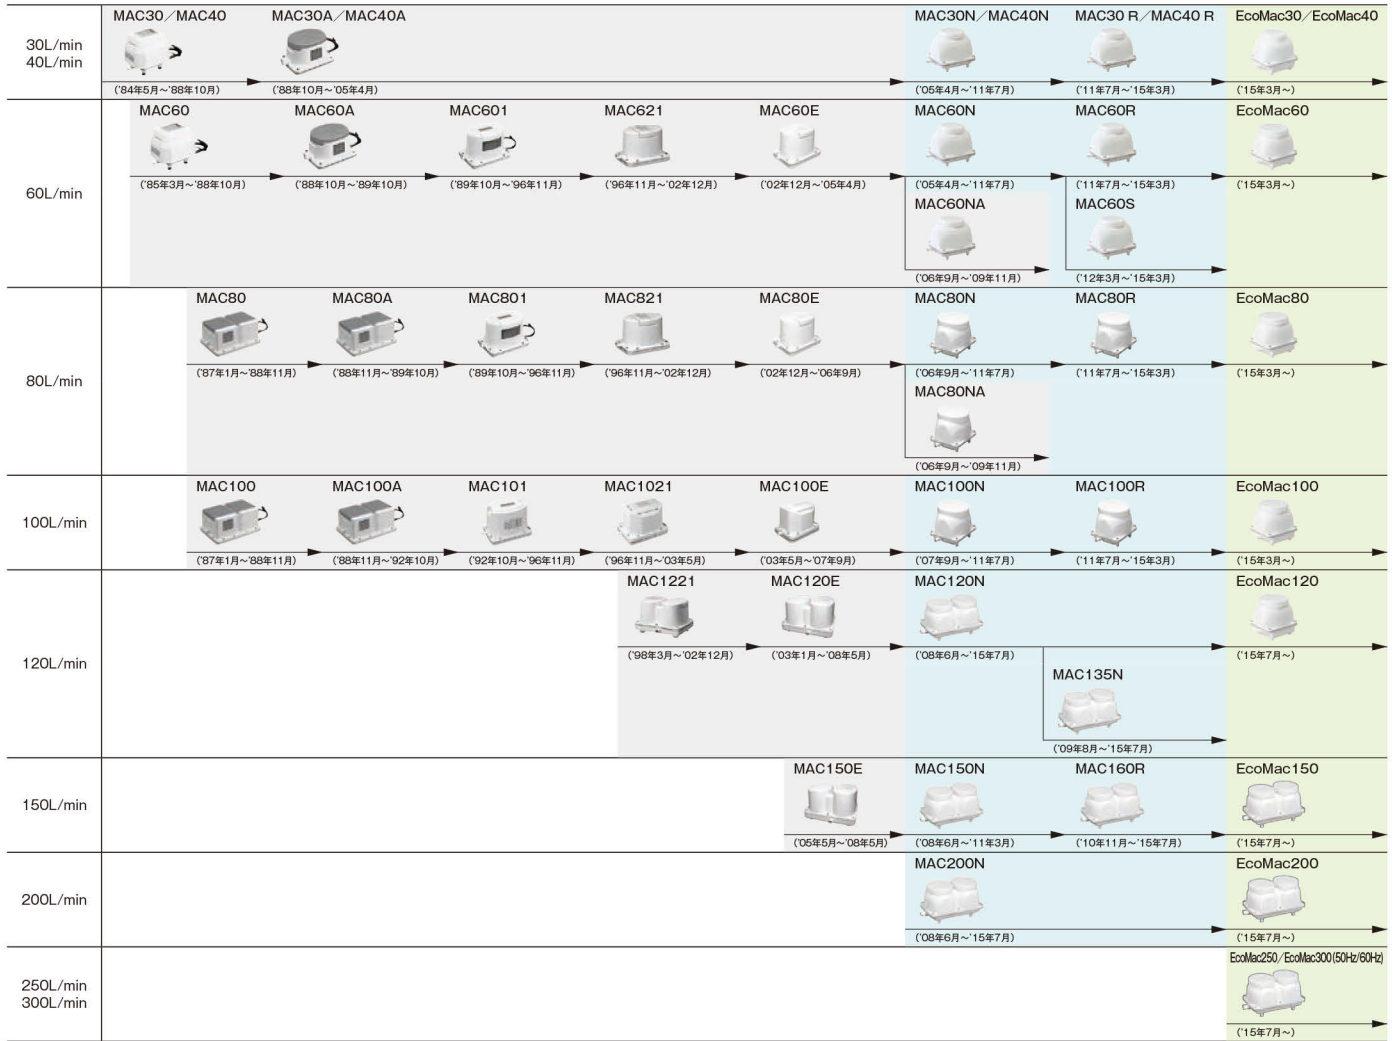 MAC30／MAC40
MAC30A／MAC40A
MAC30N／MAC40N
MAC30 R／MAC40 R
EcoMac30／EcoMac40
30L/min
40L/min
('84年5月～'88年10月)
('88年10月～'05年4月)
('05年4月～'11年7月)
('11年7月～'15年3月)
('15年3月～)
MAC60
MAC60A
MAC601
MAC621
MAC60E
MAC60N
MAC60R
EcoMac60
60L/min
('85年3月～'88年10月)
('88年10月～'89年10月)
('89年10月～'96年11月)
('96年11月～'02年12月)
('02年12月～'05年4月)
('05年4月～'11年7月)
('11年7月～'15年3月)
('15年3月～)
MAC60NA
MAC60S
('06年9月～'09年11月)
('12年3月～'15年3月)
MAC80
MAC80A
MAC801
MAC821
MAC80E
MAC80N
MAC80R
EcoMac80
80L/min
('87年1月～'88年11月)
('88年11月～'89年10月)
('89年10月～'96年11月)
('96年11月～'02年12月)
('02年12月～'06年9月)
('06年9月～'11年7月)
('11年7月～'15年3月)
('15年3月～)
MAC80NA
('06年9月～'09年11月)
MAC100
MAC100A
MAC101
MAC1021
MAC100E
MAC100N
MAC100R
EcoMac100
100L/min
('87年1月～'88年11月)
('88年11月～'92年10月)
('92年10月～'96年11月)
('96年11月～'03年5月)
('03年5月～'07年9月)
('07年9月～'11年7月)
('11年7月～'15年3月)
('15年3月～)
MAC1221
MAC120E
MAC120N
EcoMac120
120L/min
('98年3月～'02年12月)
('03年1月～'08年5月)
('08年6月～'15年7月)
('15年7月～)
MAC135N
('09年8月～'15年7月)
MAC150E
MAC150N
MAC160R
EcoMac150
150L/min
('05年5月～'08年5月)
('08年6月～'11年3月)
('10年11月～'15年7月)
('15年7月～)
MAC200N
EcoMac200
200L/min
('08年6月～'15年7月)
('15年7月～)
EcoMac250／EcoMac300(50Hz/60Hz)
250L/min
300L/min
('15年7月～)